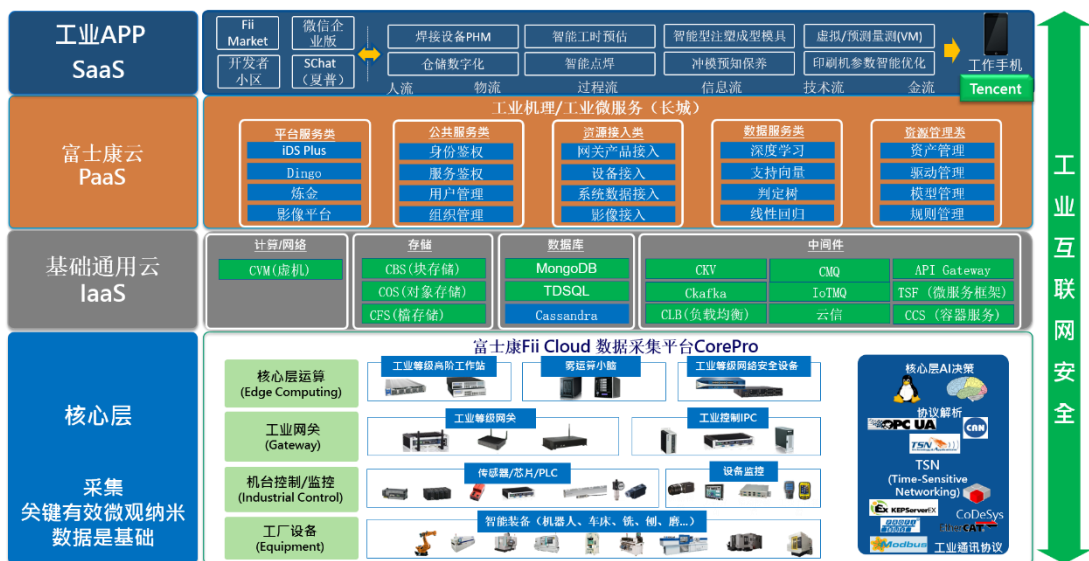 工业APP
SaaS
Fii
Market
微信企
业版
开发者
小区
SChat
(夏普)
焊接设备PHM
智能工时预估
智能型注塑成型模具
虚拟/预测量测(VM)
仓储数字化
智能点焊
冲模预知保养
印刷机参数智能优化
人流
物流
过程流
信息流
技术流
金流
工作手机
Tencent
富士康云
PaaS
工业机理/工业微服务（长城）
平台服务类
iDS Plus
Dingo
炼金
影像平台
公共服务类
身份鉴权
服务鉴权
用户管理
组织管理
资源接入类
网关产品接入
设备接入
系统数据接入
影像接入
数据服务类
深度学习
支持向量
判定树
线性回归
资源管理表
资产管理
驱动管理
模型管理
规则管理
基础通用云
IaaS
计算/网络
CVM(虚机)
存储
CBS(块存储)
COS(对象存储)
CFS(檔存储)
数据库
MongoDB
TDSQL
Cassandra
中间件
CKV
CMQ
API Gateway
Ckafka
IoTMQ
TSF（微服务框架）
CLB(负载均衡)
云信
CCS（容器服务）
核心层
采集
关键有效微观纳米
数据是基础
富士康Fii Cloud 数据采集平台CorePro
核心层运算
(Edge Computing)
工业等级高阶工作站
雾运算小脑
工业等级网络安全设备
工业网关
(Gateway)
工业等级网关
工业控制IPC
机台控制/监控
(Industrial Control)
传感器/芯片/PLC
设备监控
工厂设备
(Equipment)
智能装备（机器人、车床、铣、刨、磨...）
核心层AI决策
协议解析
OPC UA
CAN
TSN
TSN
(Time-Sensitive
Networking)
Ex KEPServerEX
CoDeSys
EtherCAT
Modbus
工业通讯协议
工业互联网安全